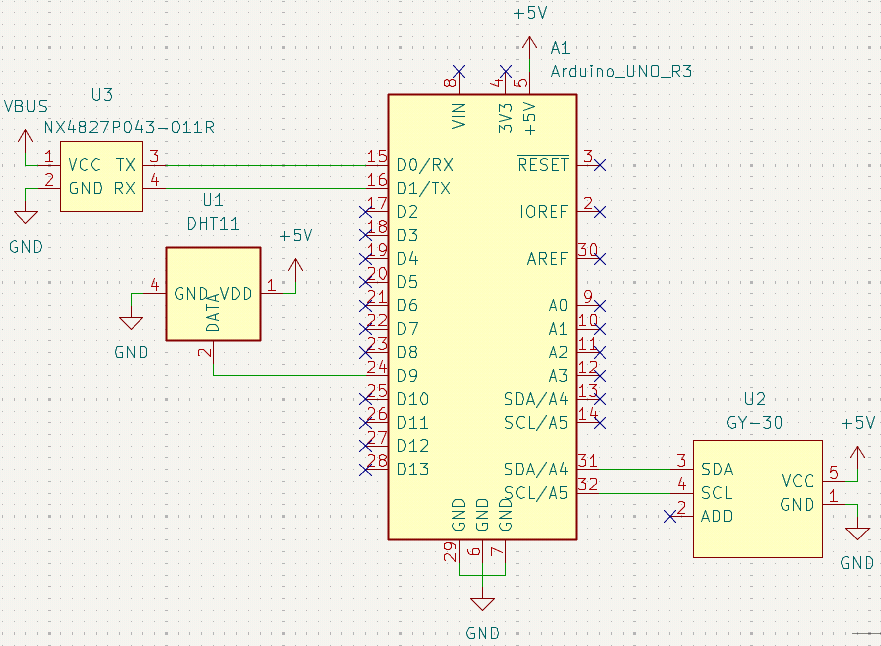 +5V
A1
Arduino_UNO_R3
8
4
5
VIN
3V3
+5V
U3
VBUS
NX4827P043-011R
1 VCC TX 3
2 GND RX 4
GND
15 D0/RX
16 D1/TX
17 D2
18 D3
19 D4
20 D5
21 D6
22 D7
23 D8
24 D9
25 D10
26 D11
27 D12
28 D13
RESET 3
IOREF 2
AREF 30
A0 9
A1 10
A2 11
A3 12
SDA/A4 13
SCL/A5 14
SDA/A4 31
SCL/A5 32
GND
GND
GND
29
6
7
GND
U1
DHT11
+5V
4 GND VDD 1
DATA
2
GND
U2
GY-30
+5V
3 SDA
4 SCL
2 ADD
VCC 5
GND 1
GND